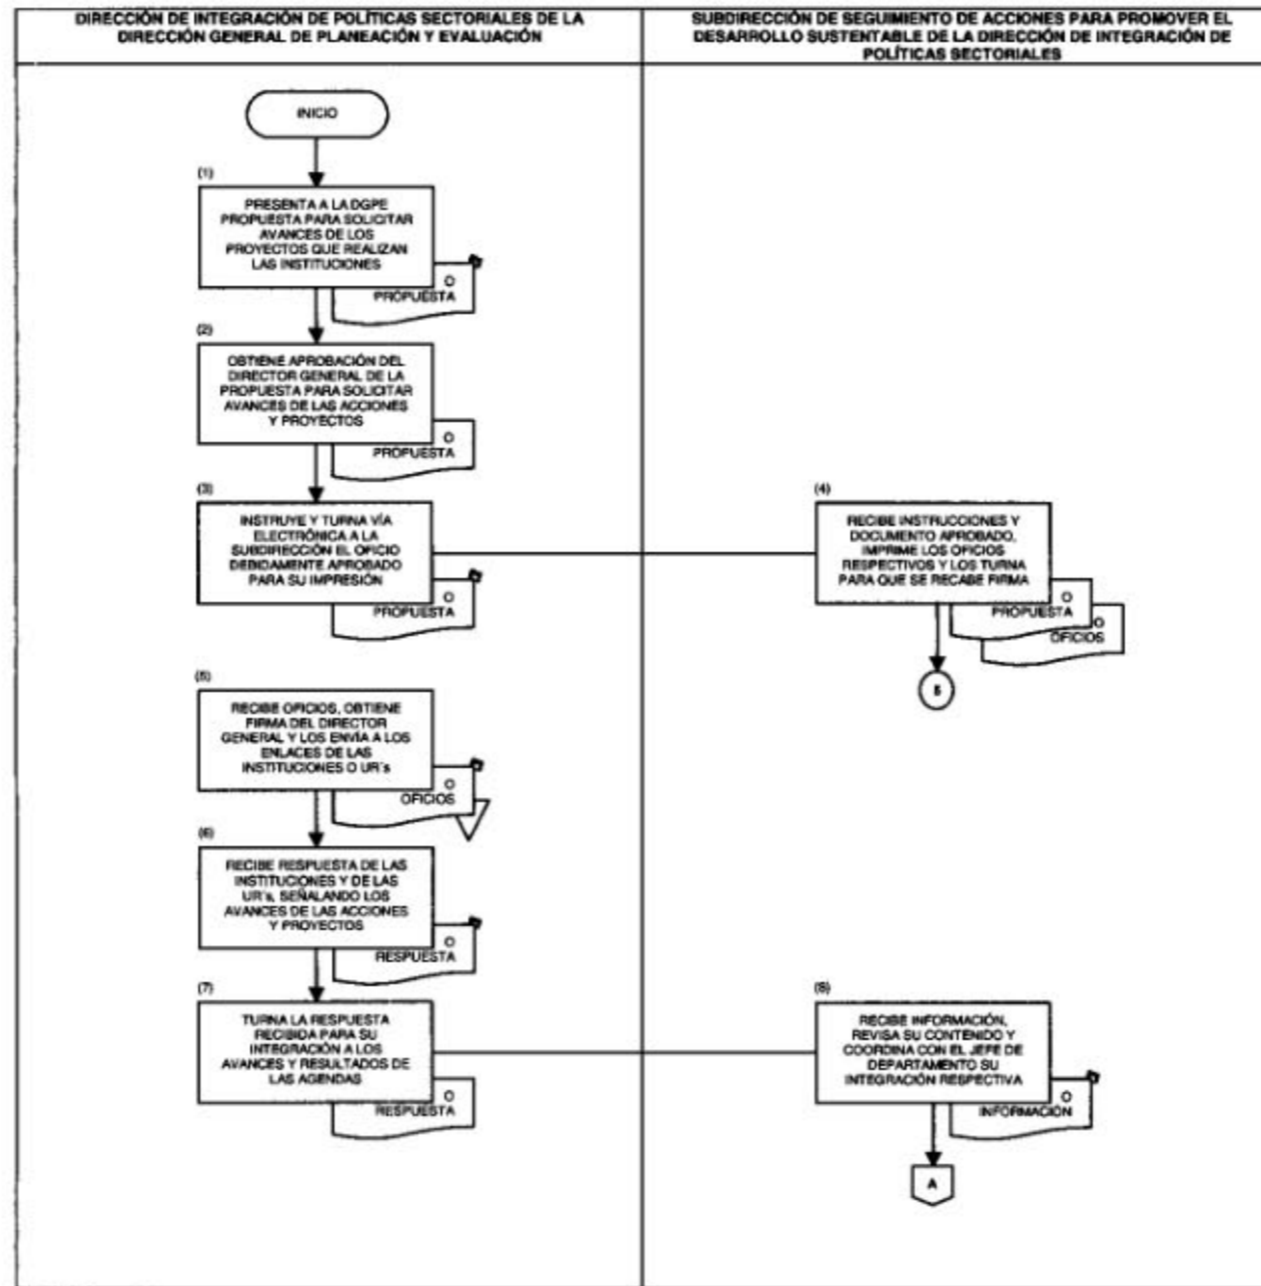 DIRECCIÓN DE INTEGRACIÓN DE POLÍTICAS SECTORIALES DE LA
DIRECCIÓN GENERAL DE PLANEACIÓN Y EVALUACIÓN
SUBDIRECCIÓN DE SEGUIMIENTO DE ACCIONES PARA PROMOVER EL
DESARROLLO SUSTENTABLE DE LA DIRECCIÓN DE INTEGRACIÓN DE
POLÍTICAS SECTORIALES
INICIO
(1)
PRESENTA A LA DGPE
PROPUESTA PARA SOLICITAR
AVANCES DE LOS
PROYECTOS QUE REALIZAN
LAS INSTITUCIONES
O
PROPUESTA
(2)
OBTIENE APROBACIÓN DEL
DIRECTOR GENERAL DE LA
PROPUESTA PARA SOLICITAR
AVANCES DE LAS ACCIONES
Y PROYECTOS
O
PROPUESTA
(3)
INSTRUYE Y TURNA VÍA
ELECTRÓNICA A LA
SUBDIRECCIÓN EL OFICIO
DEBIDAMENTE APROBADO
PARA SU IMPRESIÓN
O
PROPUESTA
(4)
RECIBE INSTRUCCIONES Y
DOCUMENTO APROBADO,
IMPRIME LOS OFICIOS
RESPECTIVOS Y LOS TURNA
PARA QUE SE RECABE FIRMA
O
PROPUESTA
O
OFICIOS
5
(5)
RECIBE OFICIOS, OBTIENE
FIRMA DEL DIRECTOR
GENERAL Y LOS ENVÍA A LOS
ENLACES DE LAS
INSTITUCIONES O UR´s
O
OFICIOS
(6)
RECIBE RESPUESTA DE LAS
INSTITUCIONES Y DE LAS
UR´s, SEÑALANDO LOS
AVANCES DE LAS ACCIONES
Y PROYECTOS
O
RESPUESTA
(7)
TURNA LA RESPUESTA
RECIBIDA PARA SU
INTEGRACIÓN A LOS
AVANCES Y RESULTADOS DE
LAS AGENDAS
O
RESPUESTA
(8)
RECIBE INFORMACIÓN,
REVISA SU CONTENIDO Y
COORDINA CON EL JEFE DE
DEPARTAMENTO SU
INTEGRACIÓN RESPECTIVA
O
INFORMACIÓN
A